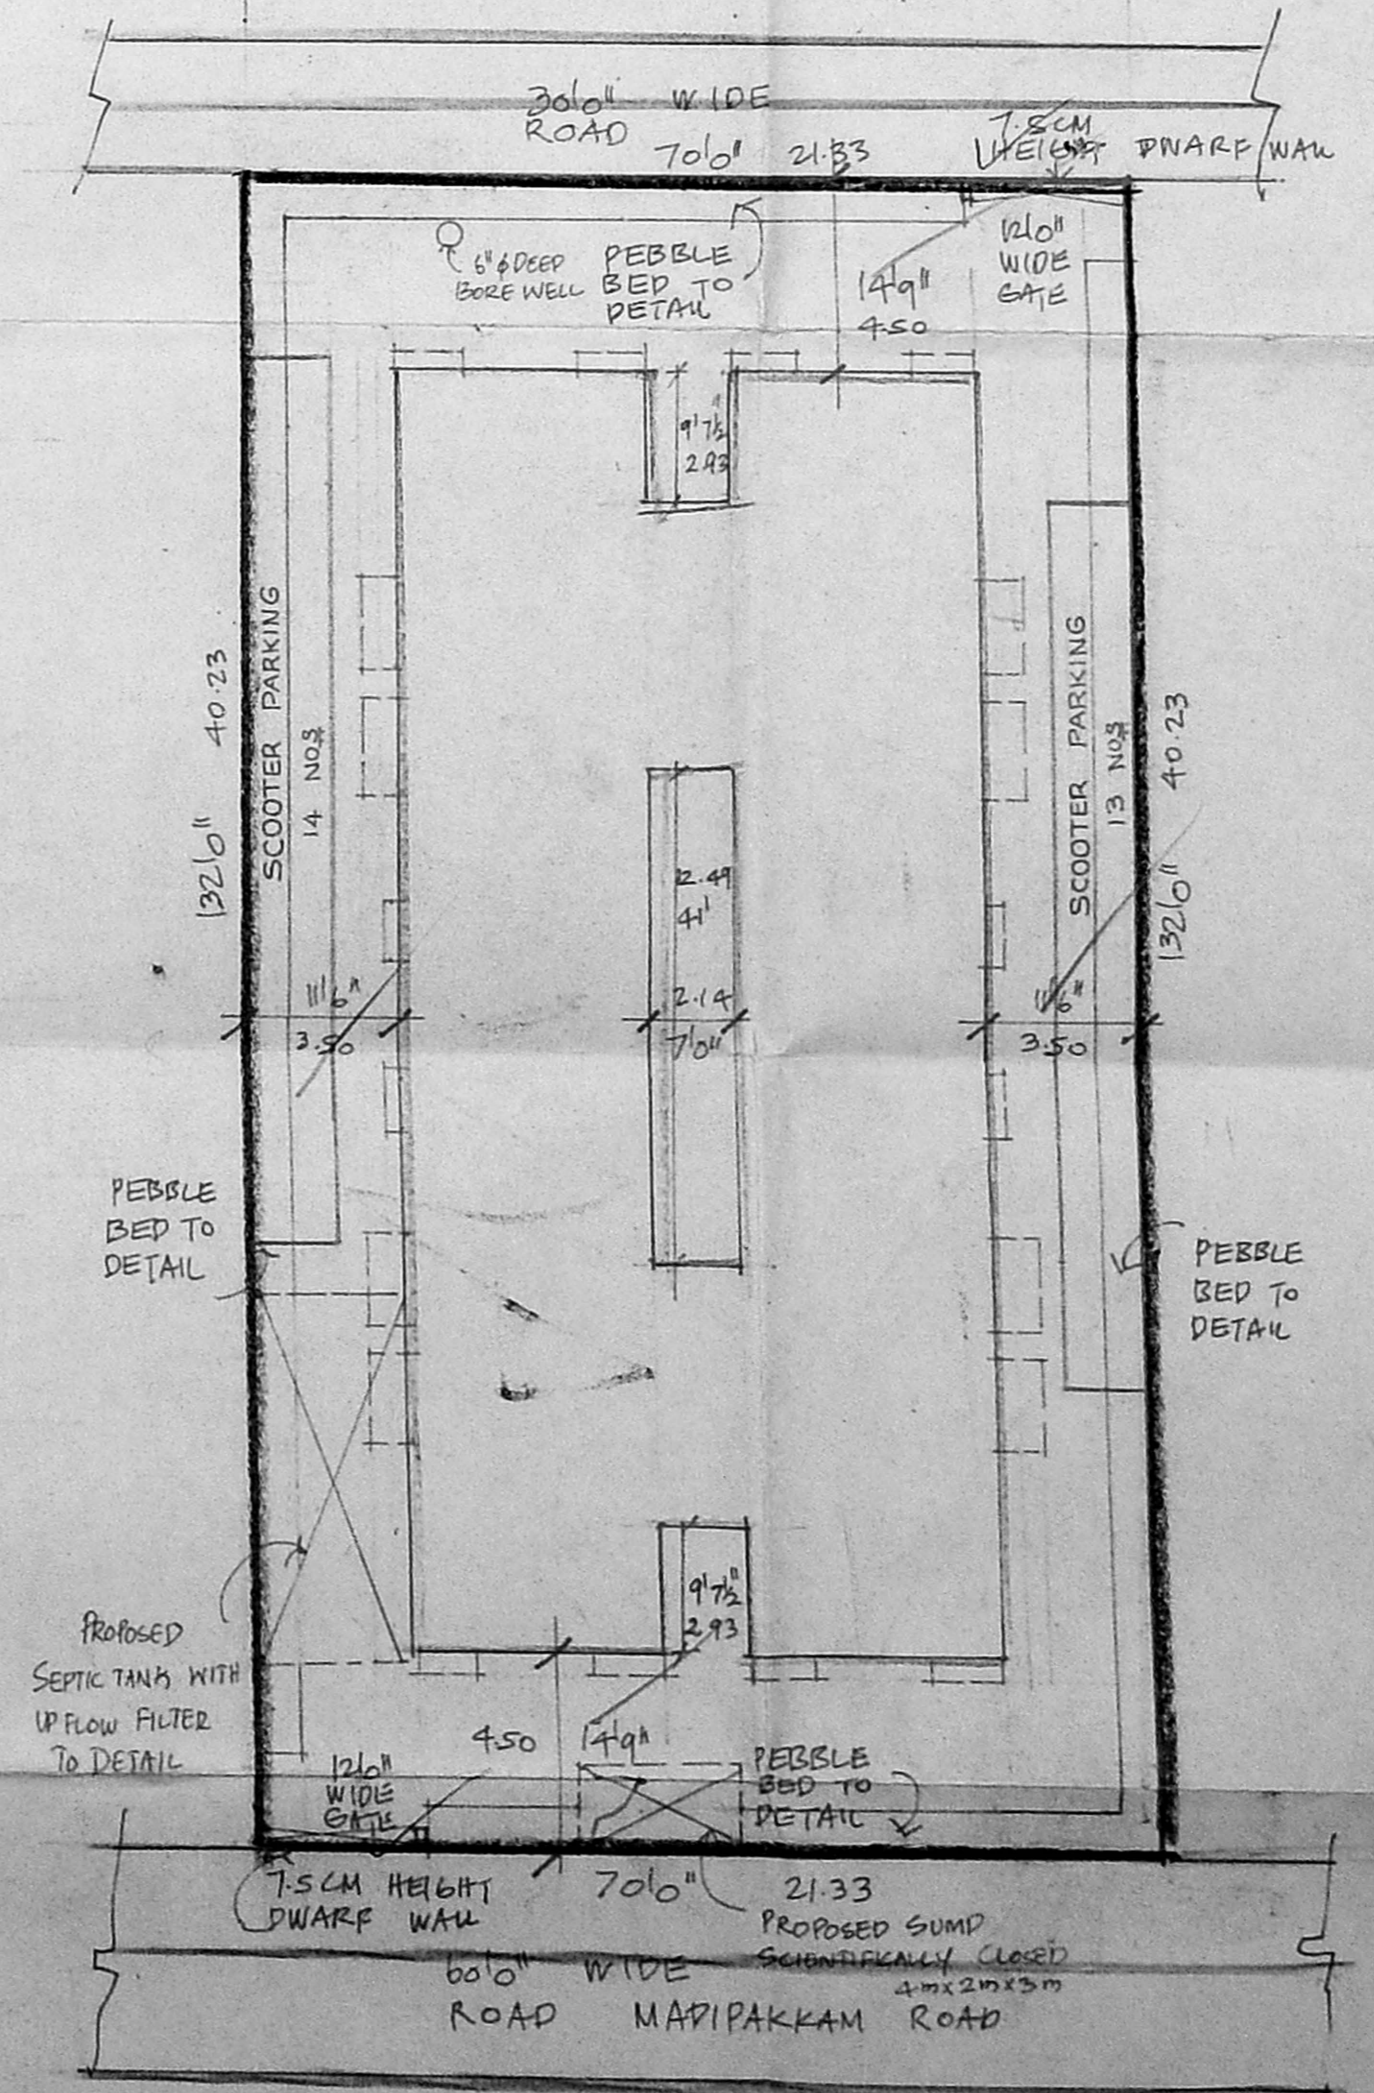 30'0" WIDE
ROAD
70'0" 21.33
7.5CM
HEIGHT DWARF WALL
6" φ DEEP
BORE WELL
PEBBLE
BED TO
DETAIL
14'9"
4.50
12'0"
WIDE
GATE
9'7½"
2.93
SCOOTER PARKING
14 NOS
132'0" 40.23
SCOOTER PARKING
13 NOS
132'0" 40.23
41'
2.14
7'0"
11'6"
3.50
11'6"
3.50
PEBBLE
BED TO
DETAIL
PEBBLE
BED TO
DETAIL
9'7½"
2.93
PROPOSED
SEPTIC TANK WITH
UP FLOW FILTER
TO DETAIL
4.50 14'9"
12'0"
WIDE
GATE
PEBBLE
BED TO
DETAIL
7.5CM HEIGHT
DWARF WALL
70'0" 21.33
PROPOSED SUMP
SCIENTIFICALLY CLOSED
4m x 2m x 3m
60'0" WIDE
ROAD MADIPAKKAM ROAD